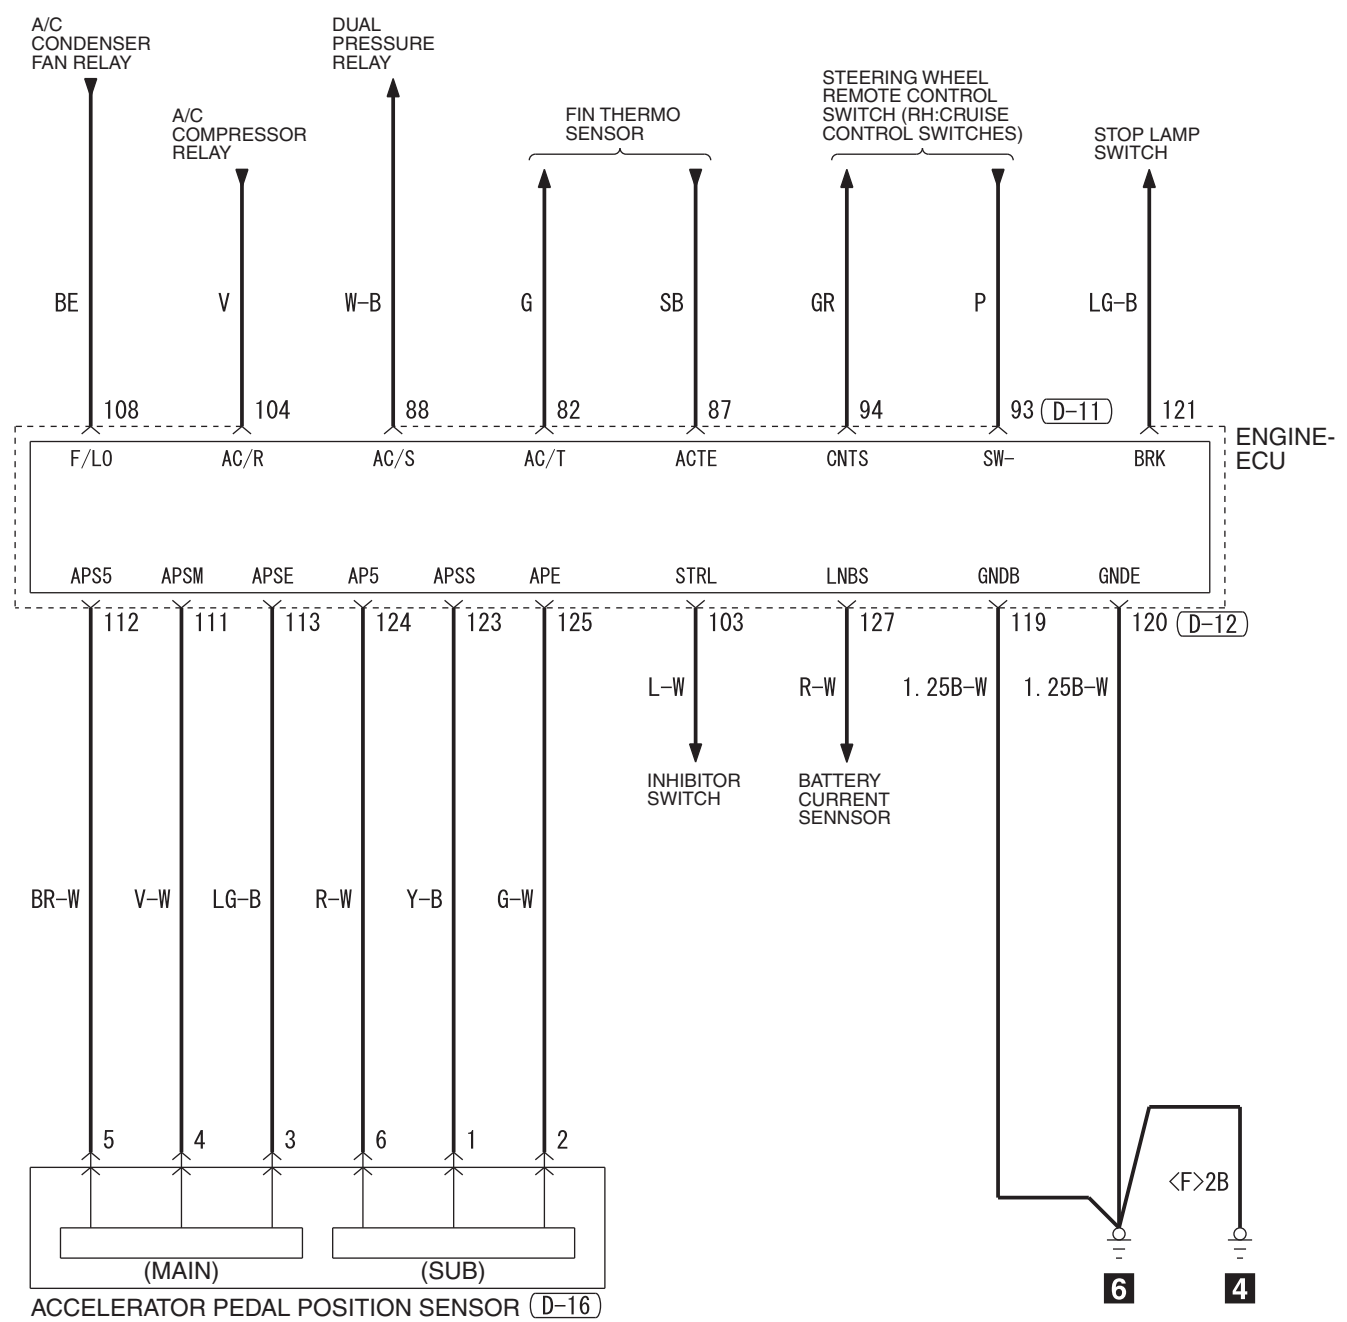 A/C
CONDENSER
FAN RELAY
DUAL
PRESSURE
RELAY
A/C
COMPRESSOR
RELAY
FIN THERMO
SENSOR
STEERING WHEEL
REMOTE CONTROL
SWITCH (RH:CRUISE
CONTROL SWITCHES)
STOP LAMP
SWITCH
BE V W-B G SB GR P LG-B
108 104 88 82 87 94 93 D-11 121
ENGINE-
ECU
F/LO AC/R AC/S AC/T ACTE CNTS SW- BRK
APS5 APSM APSE AP5 APSS APE STRL LNBS GNDB GNDE
112 111 113 124 123 125 103 127 119 120 D-12
L-W R-W 1.25B-W 1.25B-W
INHIBITOR
SWITCH
BATTERY
CURRENT
SENNSOR
BR-W V-W LG-B R-W Y-B G-W
5 4 3 6 1 2
<F>2B
(MAIN) (SUB)
6 4
ACCELERATOR PEDAL POSITION SENSOR D-16